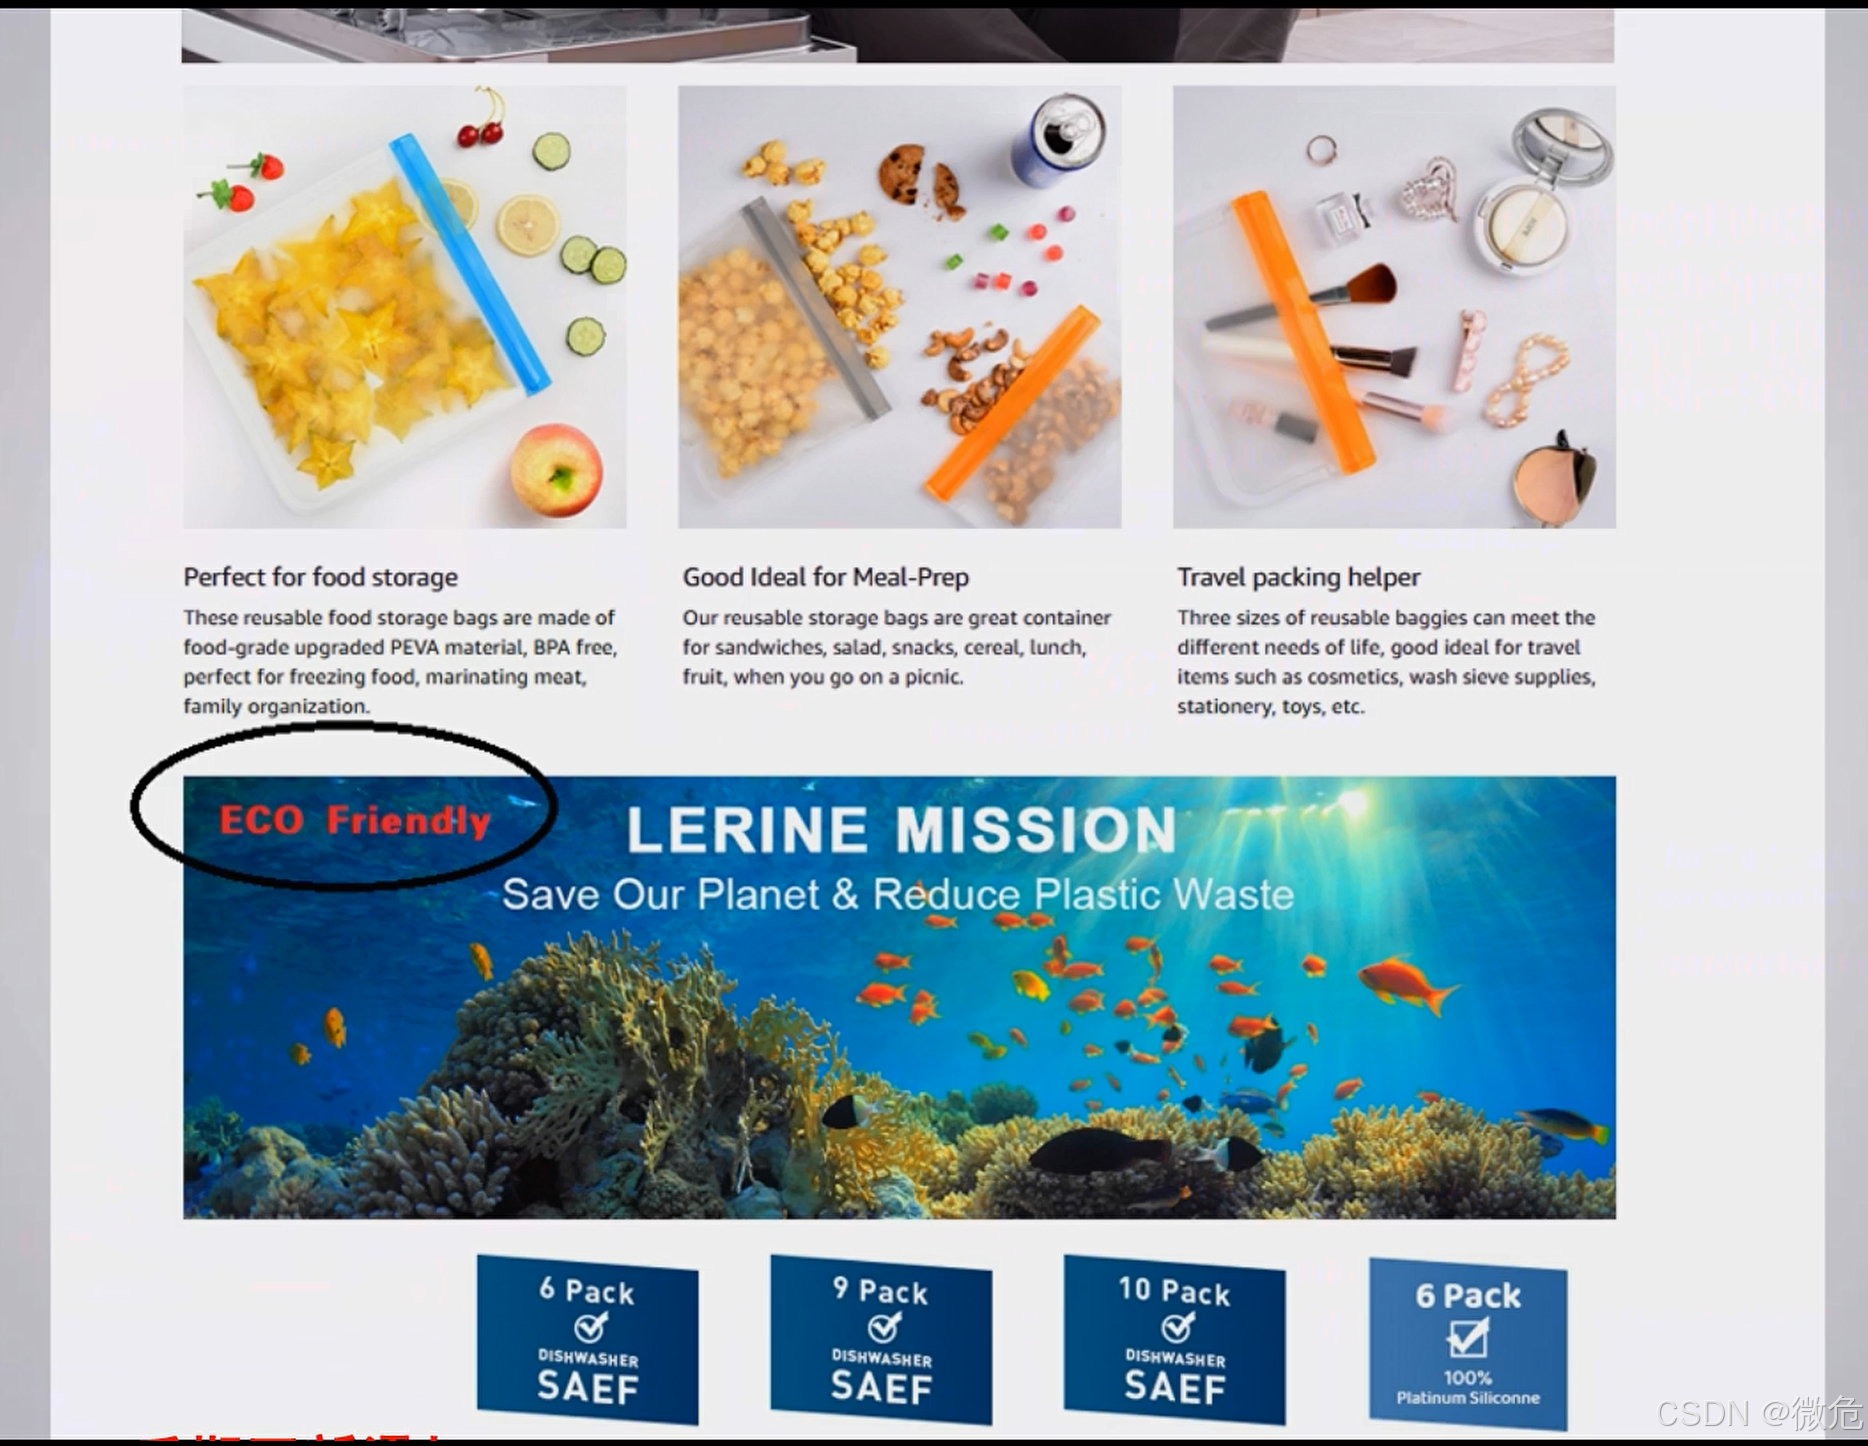 Perfect for food storage
These reusable food storage bags are made of
food-grade upgraded PEVA material, BPA free,
perfect for freezing food, marinating meat,
family organization.
Good Ideal for Meal-Prep
Our reusable storage bags are great container
for sandwiches, salad, snacks, cereal, lunch,
fruit, when you go on a picnic.
Travel packing helper
Three sizes of reusable baggies can meet the
different needs of life, good ideal for travel
items such as cosmetics, wash sieve supplies,
stationery, toys, etc.
ECO Friendly
LERINE MISSION
Save Our Planet & Reduce Plastic Waste
6 Pack
DISHWASHER
SAEF
9 Pack
DISHWASHER
SAEF
10 Pack
DISHWASHER
SAEF
6 Pack
100%
Platinum Siliconne
CSDN @微危